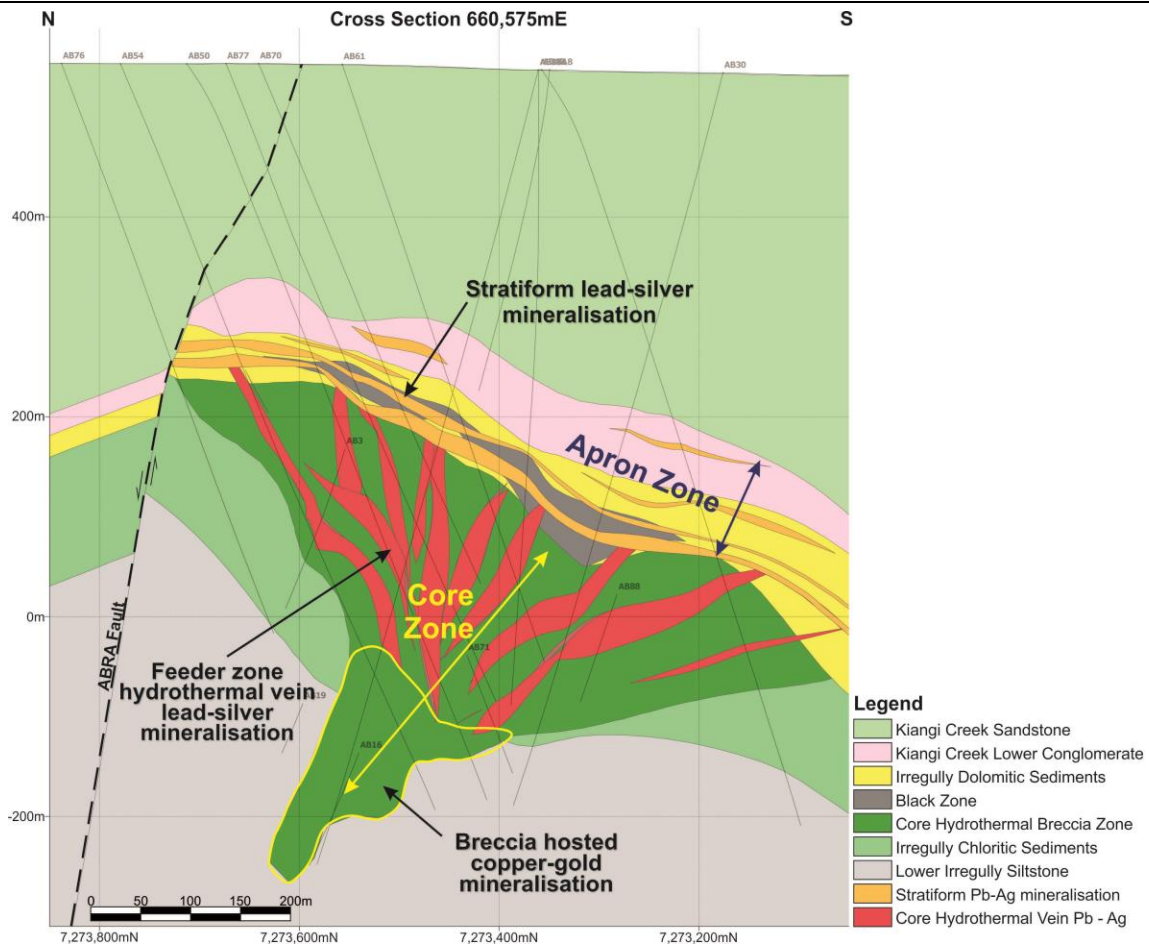 N
Cross Section 660,575mE
S
AB76
AB54
AB50
AB77
AB70
AB61
AB30
400m
Stratiform lead-silver
mineralisation
200m
Apron Zone
AB3
Core
Zone
AB88
0m
AB71
ABRA Fault
Feeder zone
hydrothermal vein
lead-silver
mineralisation
AB16
-200m
Breccia hosted
copper-gold
mineralisation
0 50 100 150 200m
7,273,800mN
7,273,600mN
7,273,400mN
7,273,200mN
Legend
Kiangi Creek Sandstone
Kiangi Creek Lower Conglomerate
Irregully Dolomitic Sediments
Black Zone
Core Hydrothermal Breccia Zone
Irregully Chloritic Sediments
Lower Irregully Siltstone
Stratiform Pb-Ag mineralisation
Core Hydrothermal Vein Pb - Ag